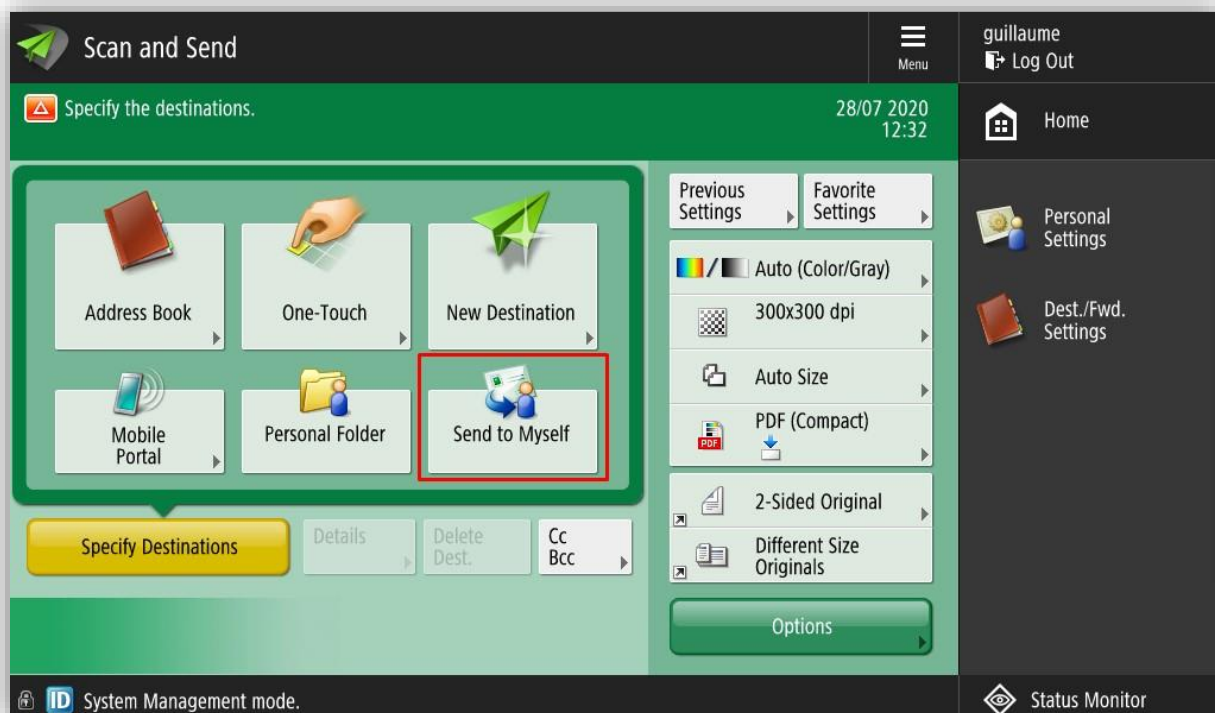 Scan and Send
Menu
guillaume
Log Out
Specify the destinations.
28/07 2020
12:32
Home
Address Book
One-Touch
New Destination
Mobile
Portal
Personal Folder
Send to Myself
Specify Destinations
Details
Delete
Dest.
Cc
Bcc
Previous
Settings
Favorite
Settings
Auto (Color/Gray)
300x300 dpi
Auto Size
PDF
PDF (Compact)
2-Sided Original
Different Size
Originals
Options
Personal
Settings
Dest./Fwd.
Settings
ID System Management mode.
Status Monitor